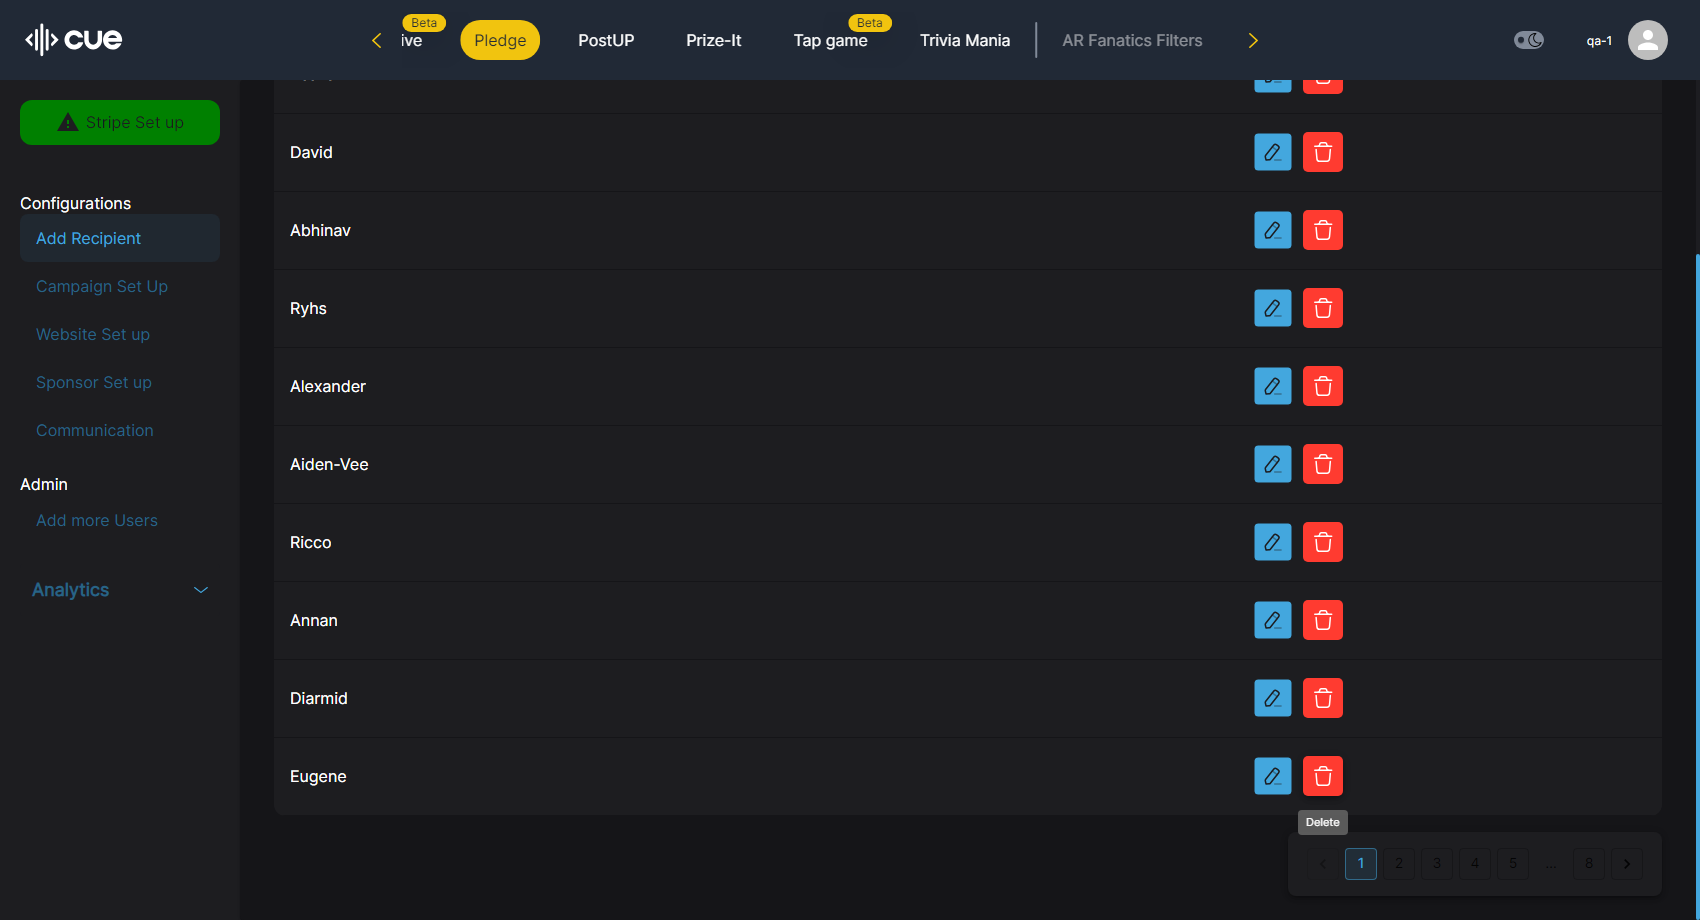 cue
Beta
ive
Pledge
PostUP
Prize-It
Beta
Tap game
Trivia Mania
AR Fanatics Filters
qa-1
Stripe Set up
Configurations
Add Recipient
Campaign Set Up
Website Set up
Sponsor Set up
Communication
Admin
Add more Users
Analytics
David
Abhinav
Ryhs
Alexander
Aiden-Vee
Ricco
Annan
Diarmid
Eugene
Delete
1 2 3 4 5 ... 8